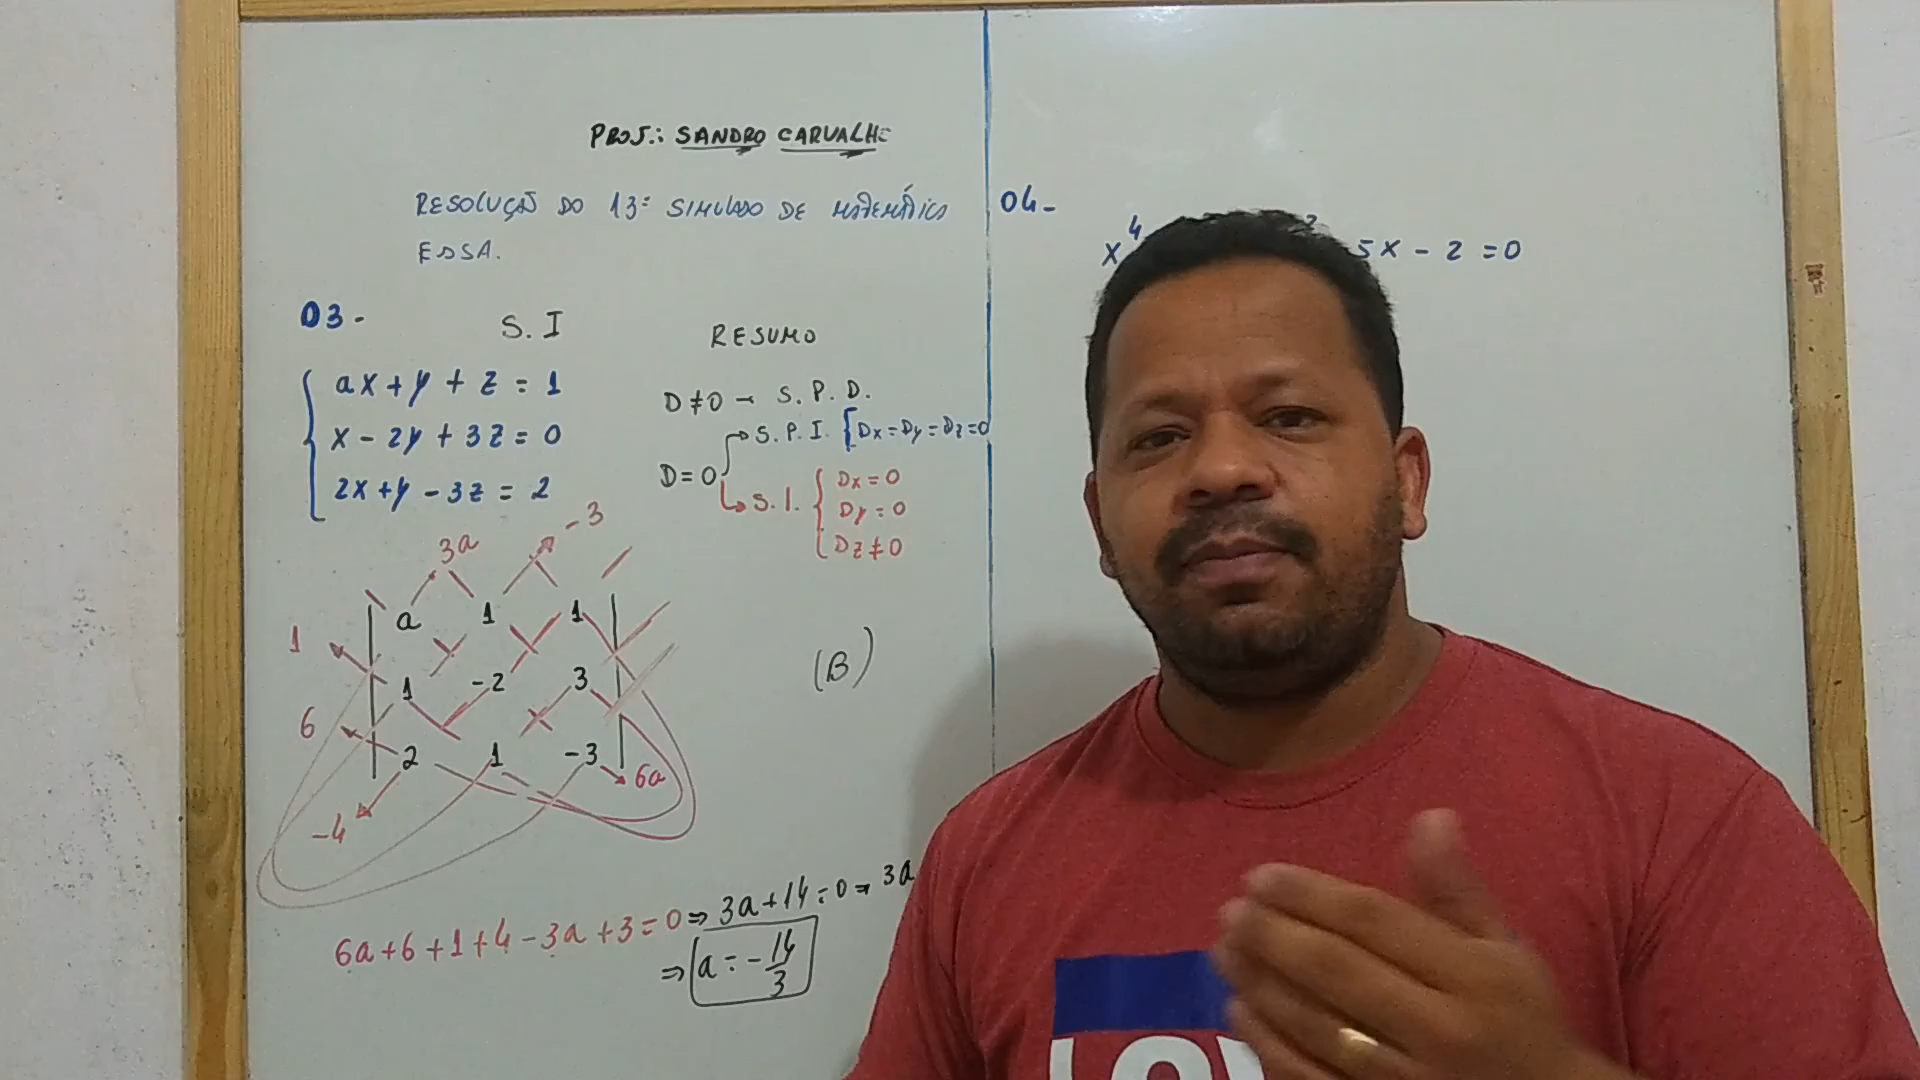 PROF.: SANDRO CARVALHO
RESOLUÇÃO DO 13º SIMULADO DE MATEMÁTICA
ESSA.
03-
S. I
ax + y + z = 1
x - 2y + 3z = 0
2x + y - 3z = 2
RESUMO
D ≠ 0 → S. P. D.
D = 0
→ S. P. I. { Dx = Dy = Dz = 0
→ S. I. {
Dx = 0
Dy = 0
Dz ≠ 0
3a
-3
a 1 1
1
1 -2 3
6
2 1 -3
6a
-4
(B)
6a + 6 + 1 + 4 - 3a + 3 = 0 ⇒ 3a + 14 = 0 ⇒ 3a
⇒ a = -14/3
04-
x⁴
5x - 2 = 0